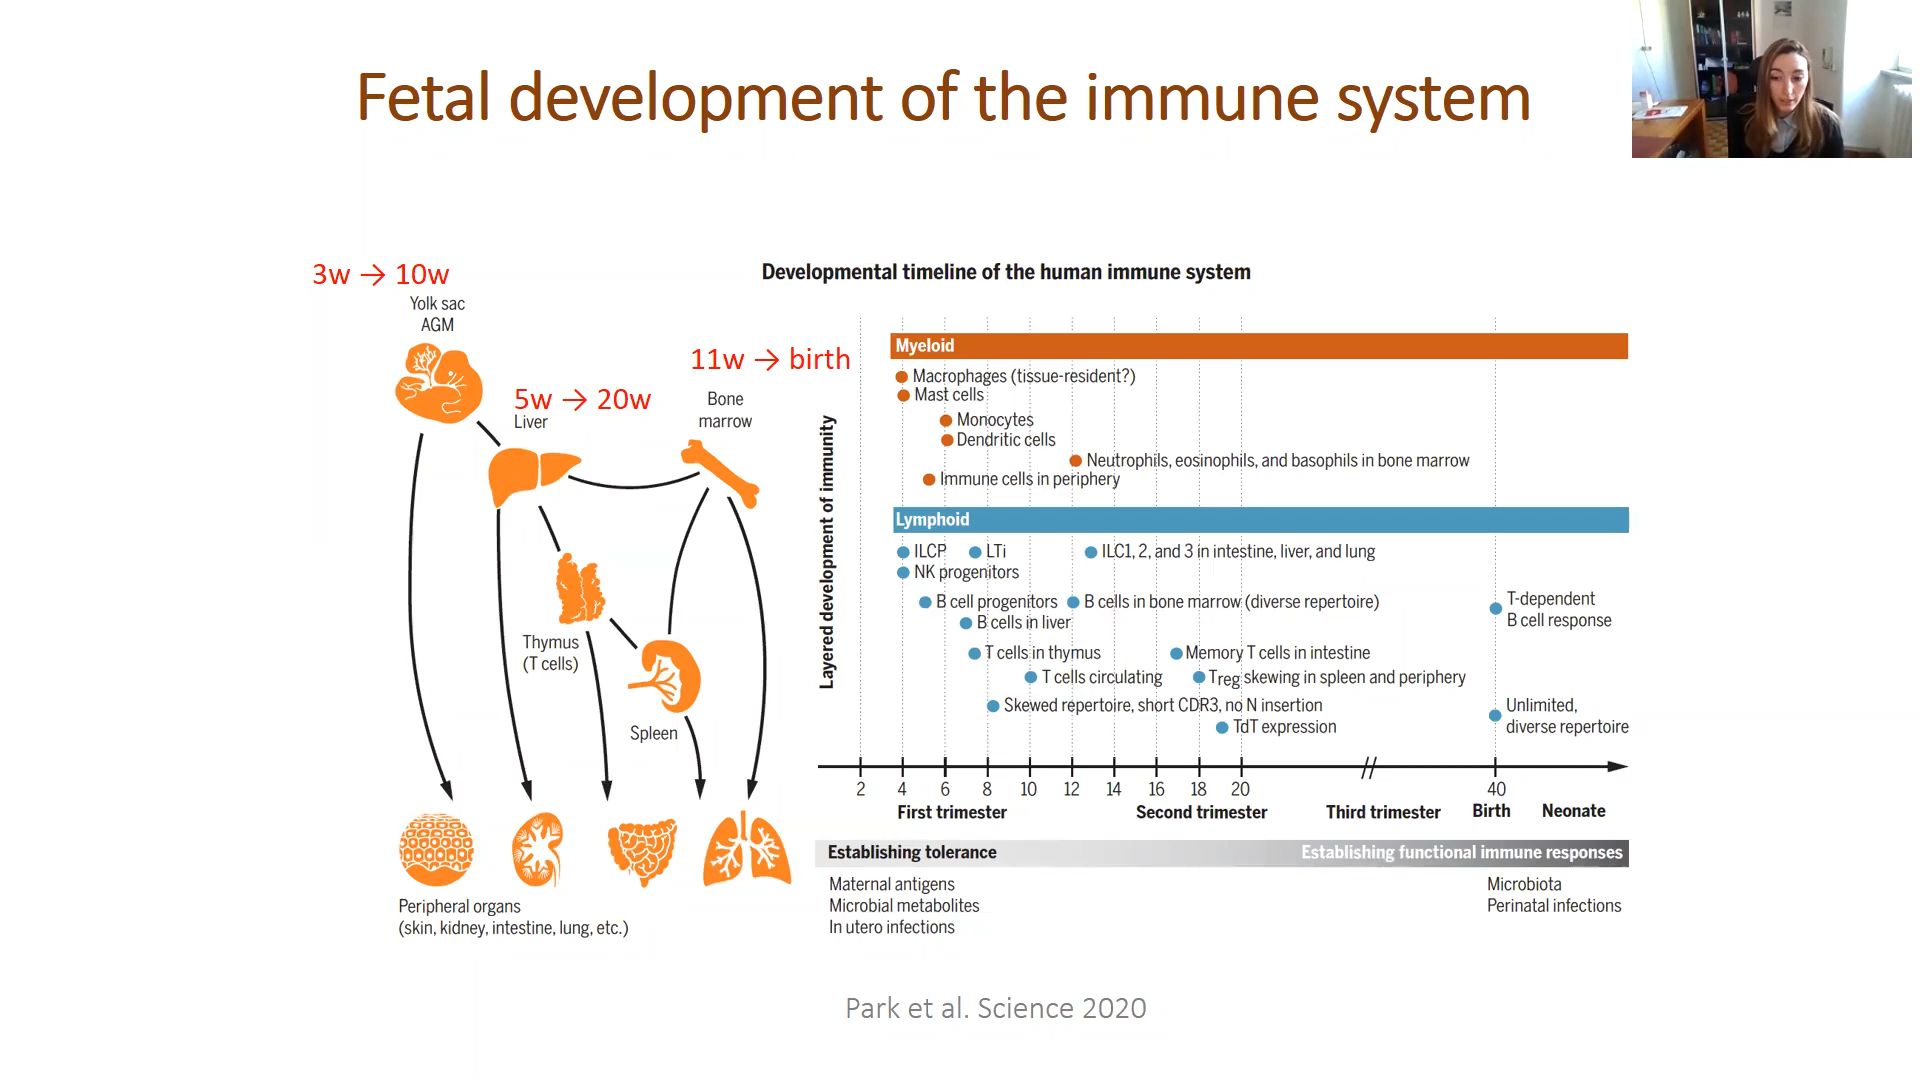 Fetal development of the immune system
3w → 10w
Yolk sac
AGM
5w → 20w
Liver
11w → birth
Bone
marrow
Thymus
(T cells)
Spleen
Peripheral organs
(skin, kidney, intestine, lung, etc.)
Developmental timeline of the human immune system
Layered development of immunity
Myeloid
Macrophages (tissue-resident?)
Mast cells
Monocytes
Dendritic cells
Neutrophils, eosinophils, and basophils in bone marrow
Immune cells in periphery
Lymphoid
ILCP LTi ILC1, 2, and 3 in intestine, liver, and lung
NK progenitors
B cell progenitors B cells in bone marrow (diverse repertoire)
B cells in liver
T-dependent
B cell response
T cells in thymus Memory T cells in intestine
T cells circulating Treg skewing in spleen and periphery
Skewed repertoire, short CDR3, no N insertion
TdT expression
Unlimited,
diverse repertoire
2 4 6 8 10 12 14 16 18 20 40
First trimester Second trimester Third trimester Birth Neonate
Establishing tolerance Establishing functional immune responses
Maternal antigens
Microbial metabolites
In utero infections
Microbiota
Perinatal infections
Park et al. Science 2020